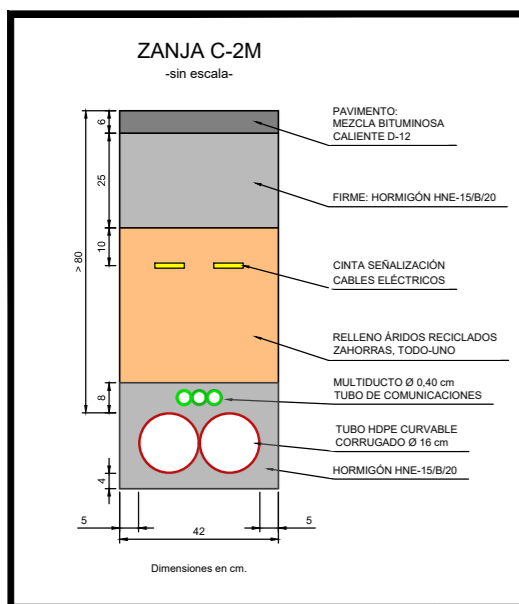 ZANJA C-2M
-sin escala-
PAVIMENTO:
MEZCLA BITUMINOSA
CALIENTE D-12
6
25
FIRME: HORMIGÓN HNE-15/B/20
10
> 80
CINTA SEÑALIZACIÓN
CABLES ELÉCTRICOS
RELLENO ÁRIDOS RECICLADOS
ZAHORRAS, TODO-UNO
MULTIDUCTO Ø 0,40 cm
TUBO DE COMUNICACIONES
8
TUBO HDPE CURVABLE
CORRUGADO Ø 16 cm
HORMIGÓN HNE-15/B/20
4
5
42
5
Dimensiones en cm.